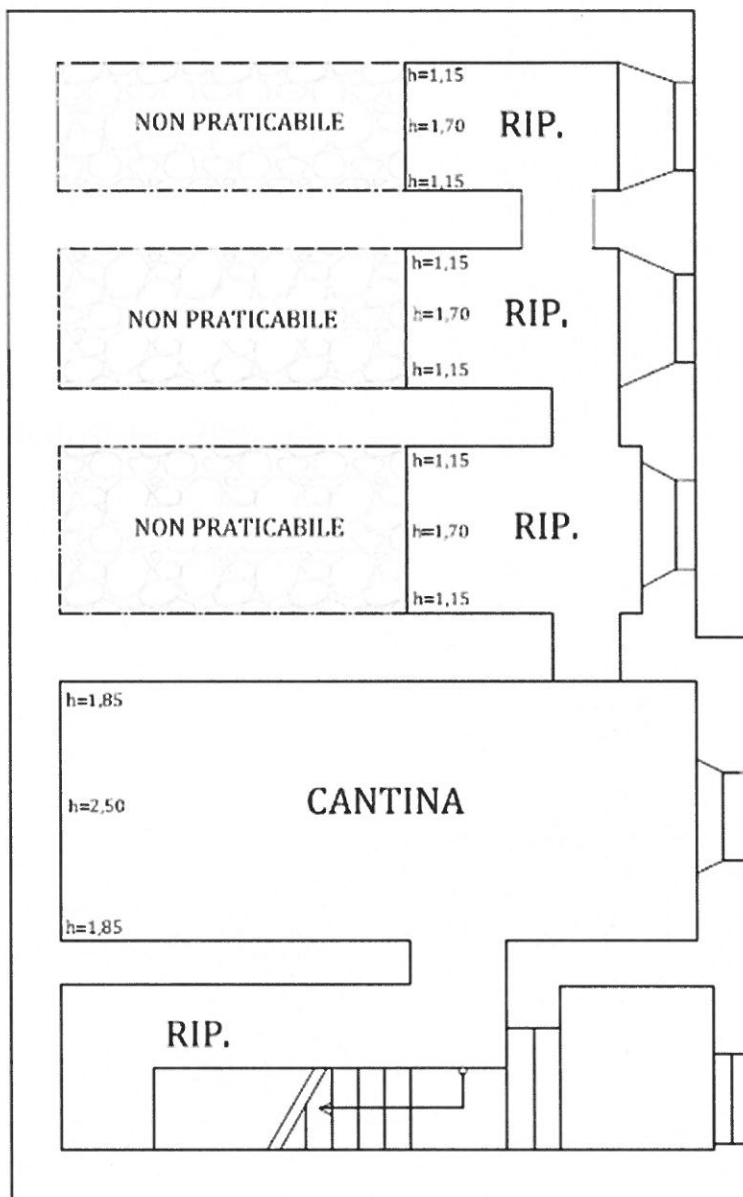 h=1,15
NON PRATICABILE
h=1,70
RIP.
h=1,15
h=1,15
NON PRATICABILE
h=1,70
RIP.
h=1,15
h=1,15
NON PRATICABILE
h=1,70
RIP.
h=1,15
h=1,85
h=2,50
CANTINA
h=1,85
RIP.